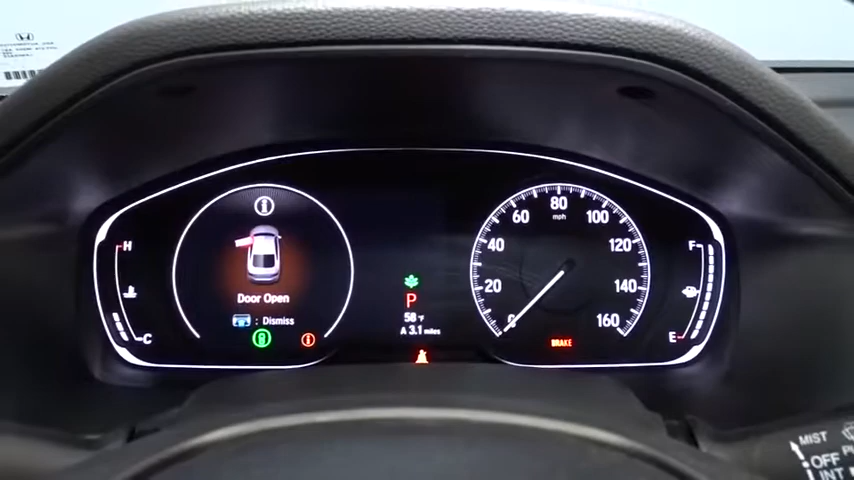 H
C
Door Open
: Dismiss
P
58°F
A 3.1 miles
0
20
40
60
80
100
120
140
160
mph
BRAKE
F
E
MIST
OFF
INT